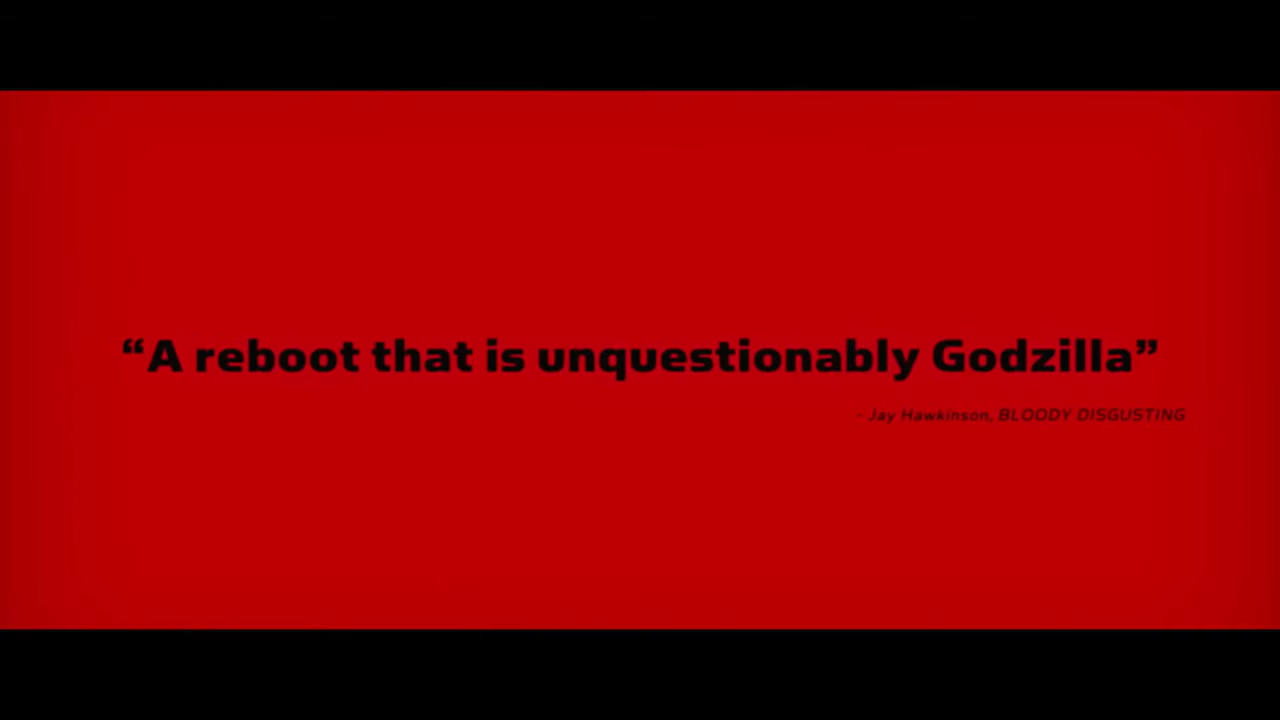 “A reboot that is unquestionably Godzilla”
- Jay Hawkinson, BLOODY DISGUSTING